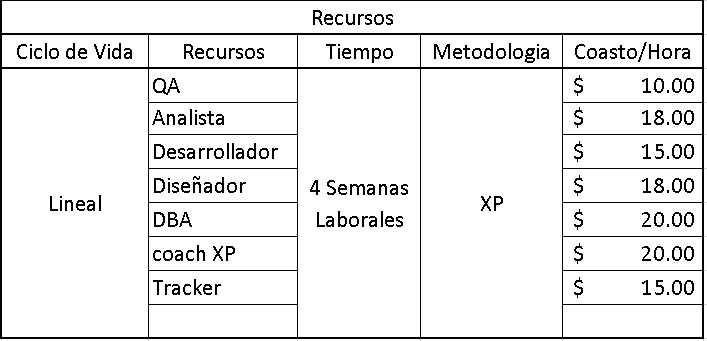 Recursos
Ciclo de Vida Recursos Tiempo Metodologia Coasto/Hora
QA $ 10.00
Analista $ 18.00
Desarrollador $ 15.00
Lineal Diseñador 4 Semanas Laborales XP $ 18.00
DBA $ 20.00
coach XP $ 20.00
Tracker $ 15.00